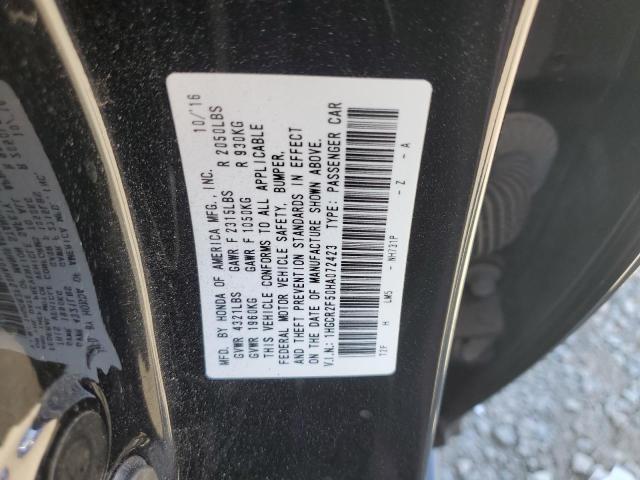 MFD. BY HONDA OF AMERICA MFG., INC. 10/'16
GVWR 4321LBS GAWR F 2315LBS R 2050LBS
GVWR 1960KG GAWR F 1050KG R 930KG
THIS VEHICLE CONFORMS TO ALL APPLICABLE
FEDERAL MOTOR VEHICLE SAFETY, BUMPER,
AND THEFT PREVENTION STANDARDS IN EFFECT
ON THE DATE OF MANUFACTURE SHOWN ABOVE.
V.I.N.: 1HGCR2F50HA072423 TYPE: PASSENGER CAR
T2F H LM5 - NH731P - Z - A